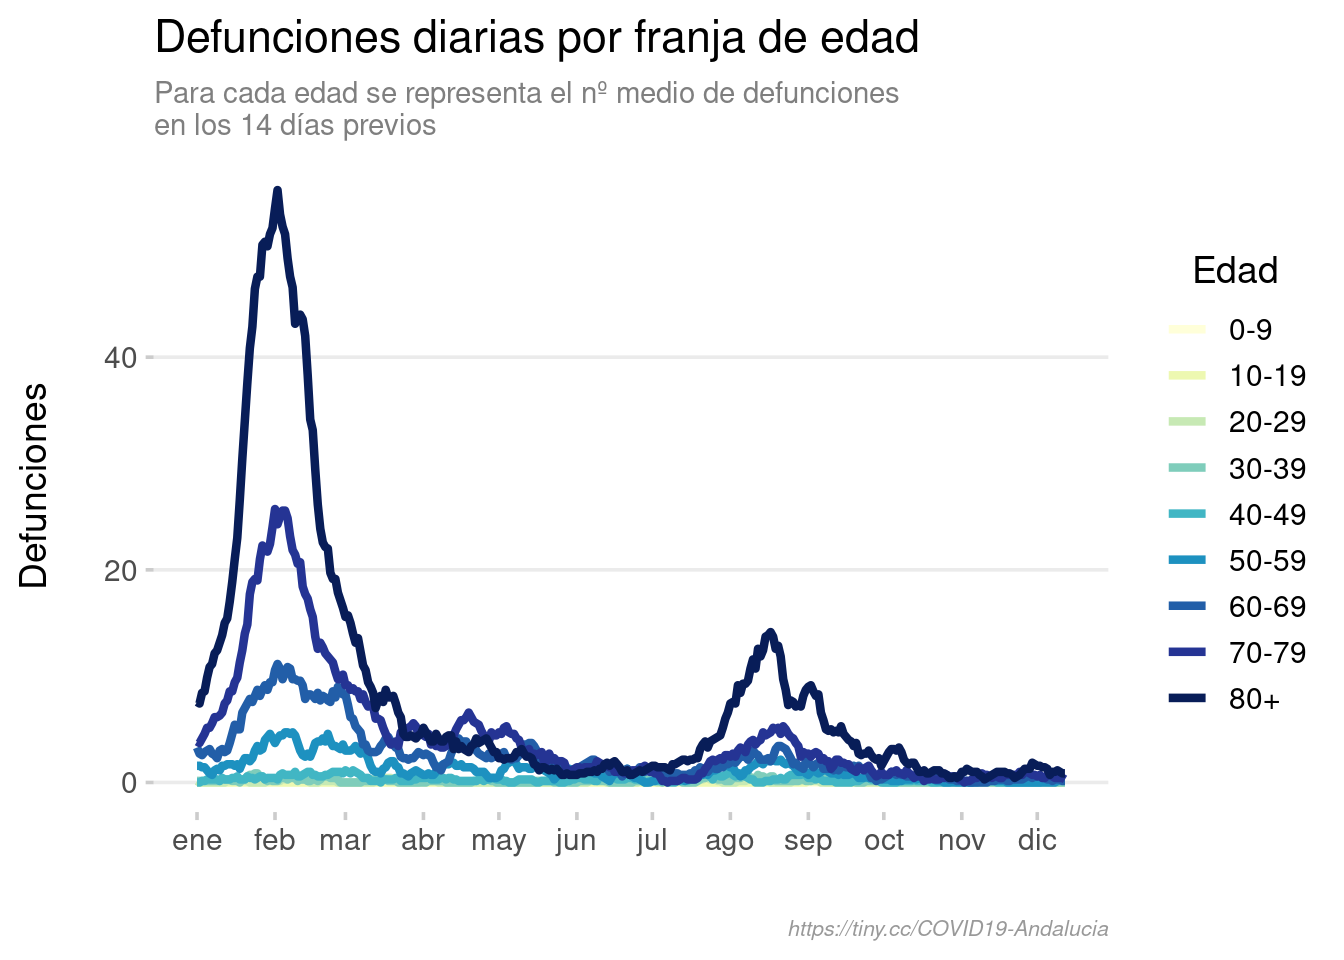 Defunciones diarias por franja de edad
Para cada edad se representa el nº medio de defunciones
en los 14 días previos
Defunciones
40
20
0
ene feb mar abr may jun jul ago sep oct nov dic
Edad
0-9
10-19
20-29
30-39
40-49
50-59
60-69
70-79
80+
https://tiny.cc/COVID19-Andalucia